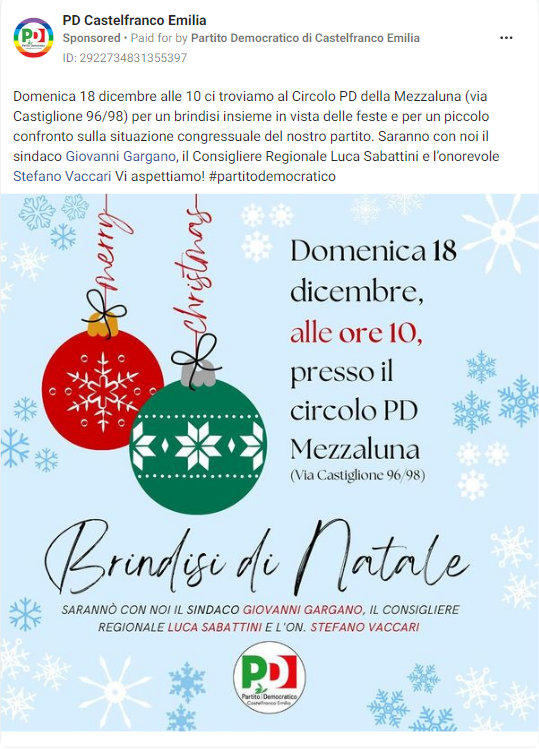 PD Castelfranco Emilia
Sponsored • Paid for by Partito Democratico di Castelfranco Emilia
ID: 2922734831355397
Domenica 18 dicembre alle 10 ci troviamo al Circolo PD della Mezzaluna (via
Castiglione 96/98) per un brindisi insieme in vista delle feste e per un piccolo
confronto sulla situazione congressuale del nostro partito. Saranno con noi il
sindaco Giovanni Gargano, il Consigliere Regionale Luca Sabattini e l'onorevole
Stefano Vaccari Vi aspettiamo! #partitodemocratico
merry
christmas
Domenica 18
dicembre,
alle ore 10,
presso il
circolo PD
Mezzaluna
(Via Castiglione 96/98)
Brindisi di Natale
SARANNÒ CON NOI IL SINDACO GIOVANNI GARGANO, IL CONSIGLIERE
REGIONALE LUCA SABATTINI E L'ON. STEFANO VACCARI
PD
Partito Democratico
Castelfranco Emilia